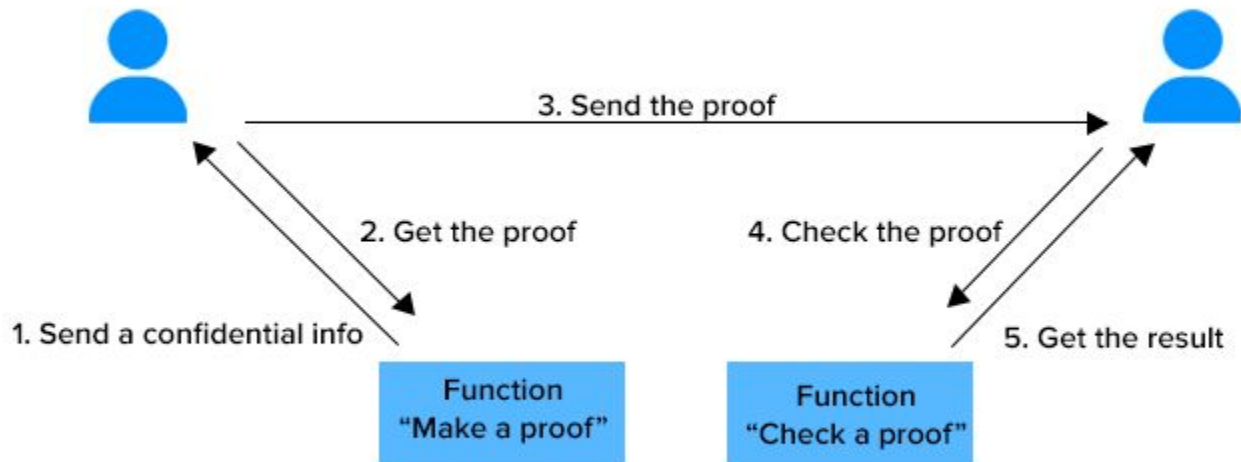 3. Send the proof
2. Get the proof
4. Check the proof
1. Send a confidential info
5. Get the result
Function
“Make a proof”
Function
“Check a proof”